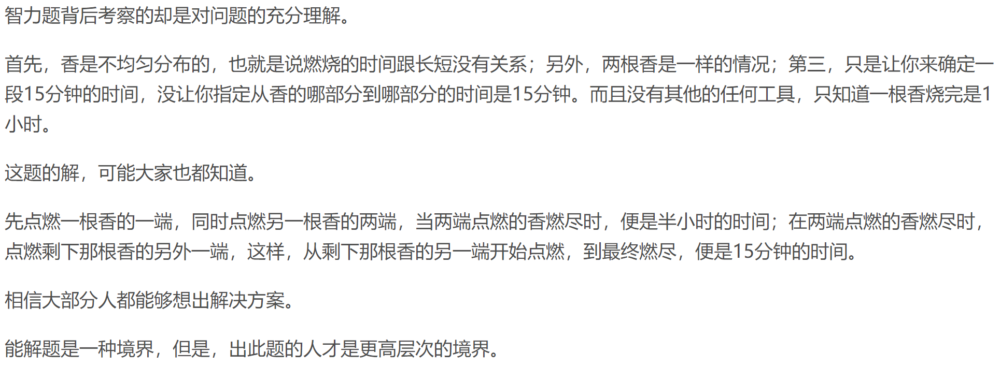 智力题背后考察的却是对问题的充分理解。
首先，香是不均匀分布的，也就是说燃烧的时间跟长短没有关系；另外，两根香是一样的情况；第三，只是让你来确定一
段15分钟的时间，没让你指定从香的哪部分到哪部分的时间是15分钟。而且没有其他的任何工具，只知道一根香烧完是1
小时。
这题的解，可能大家也都知道。
先点燃一根香的一端，同时点燃另一根香的两端，当两端点燃的香燃尽时，便是半小时的时间；在两端点燃的香燃尽时，
点燃剩下那根香的另外一端，这样，从剩下那根香的另一端开始点燃，到最终燃尽，便是15分钟的时间。
相信大部分人都能够想出解决方案。
能解题是一种境界，但是，出此题的人才是更高层次的境界。